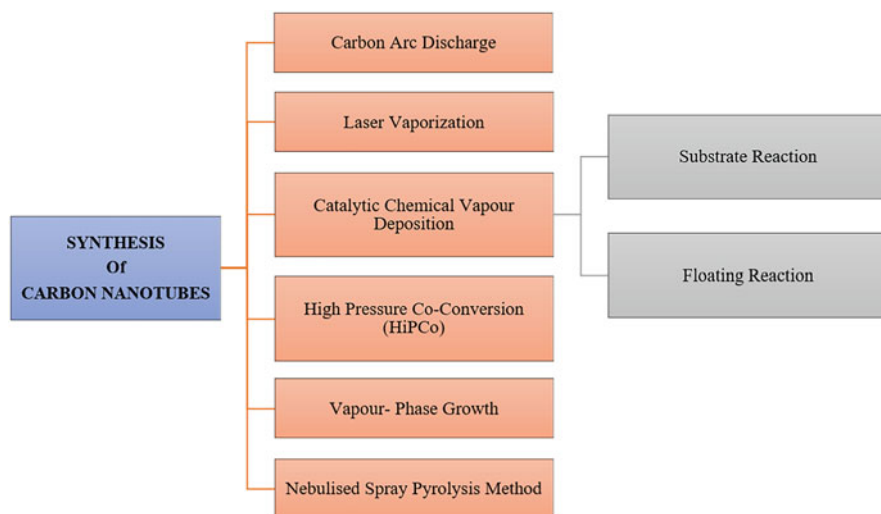 SYNTHESIS
Of
CARBON NANOTUBES
Carbon Arc Discharge
Laser Vaporization
Catalytic Chemical Vapour
Deposition
High Pressure Co-Conversion
(HiPCo)
Vapour- Phase Growth
Nebulised Spray Pyrolysis Method
Substrate Reaction
Floating Reaction